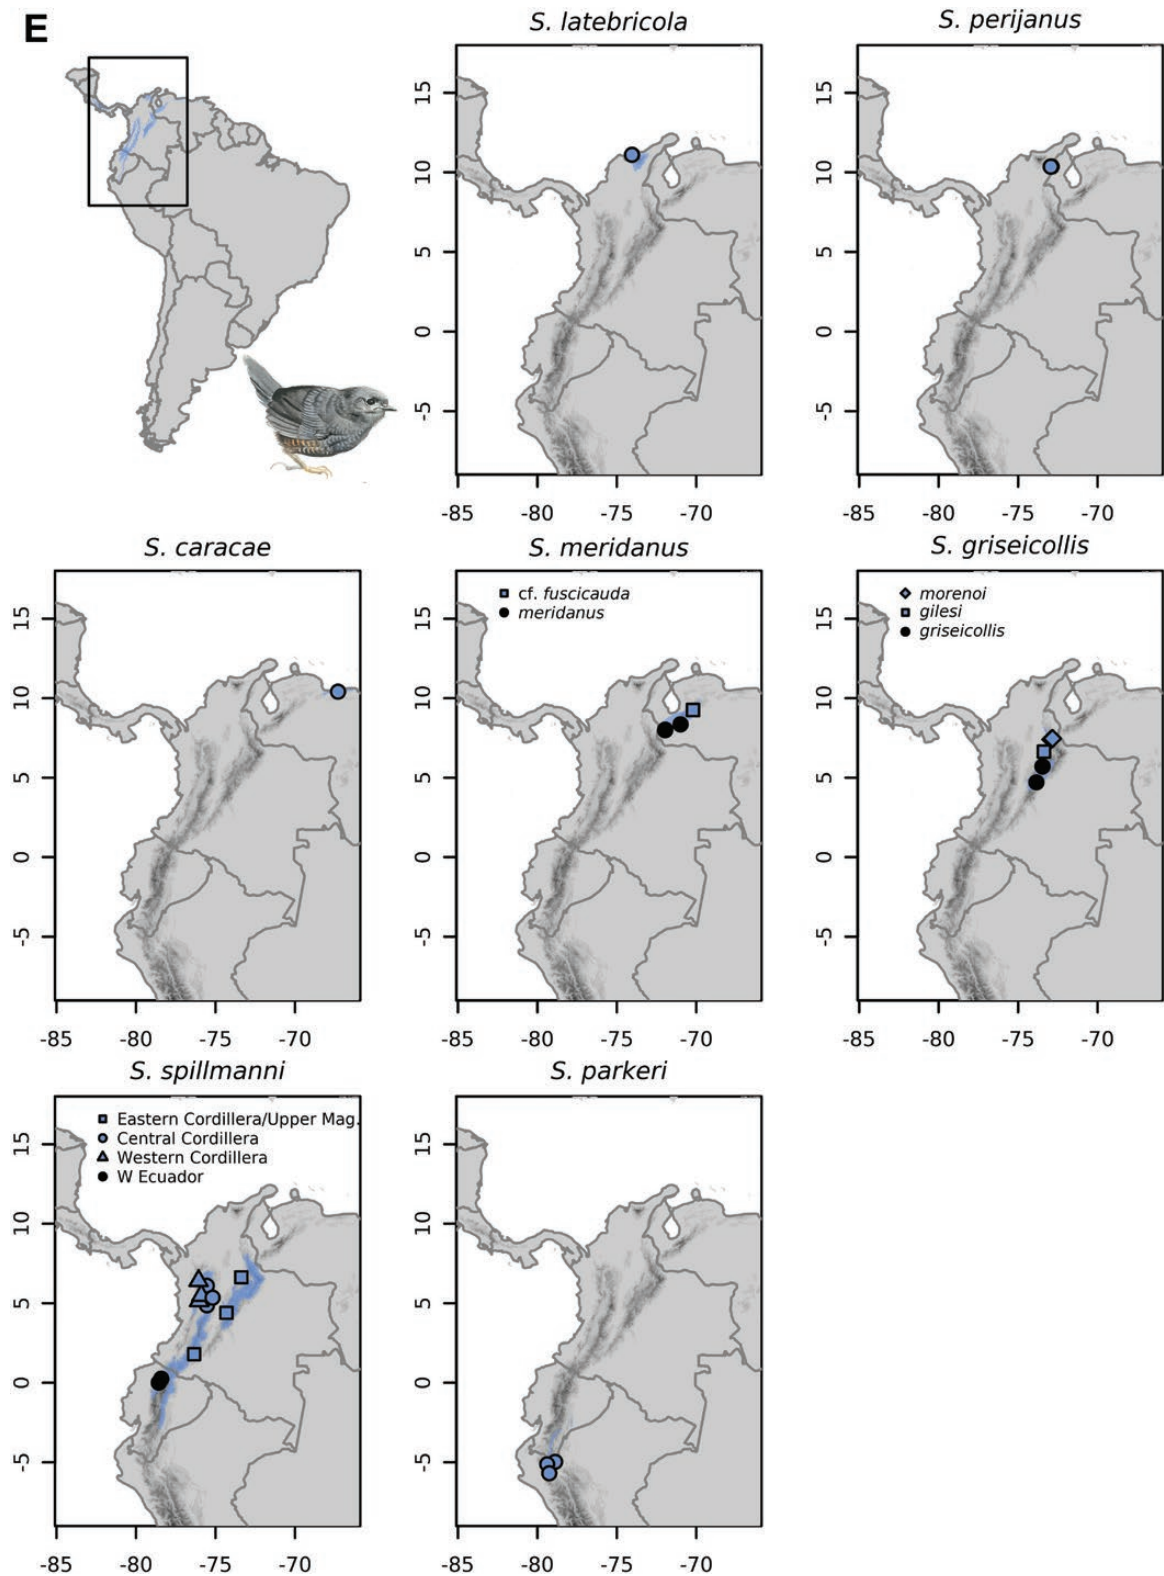 E
S. latebricola
S. perijanus
15
10
5
0
-5
-85 -80 -75 -70
15
10
5
0
-5
-85 -80 -75 -70
S. caracae
S. meridanus
S. griseicollis
15
10
5
0
-5
-85 -80 -75 -70
cf. fuscicauda
meridanus
15
10
5
0
-5
-85 -80 -75 -70
morenoi
gilesi
griseicollis
15
10
5
0
-5
-85 -80 -75 -70
S. spillmanni
S. parkeri
Eastern Cordillera/Upper Mag.
Central Cordillera
Western Cordillera
W Ecuador
15
10
5
0
-5
-85 -80 -75 -70
15
10
5
0
-5
-85 -80 -75 -70